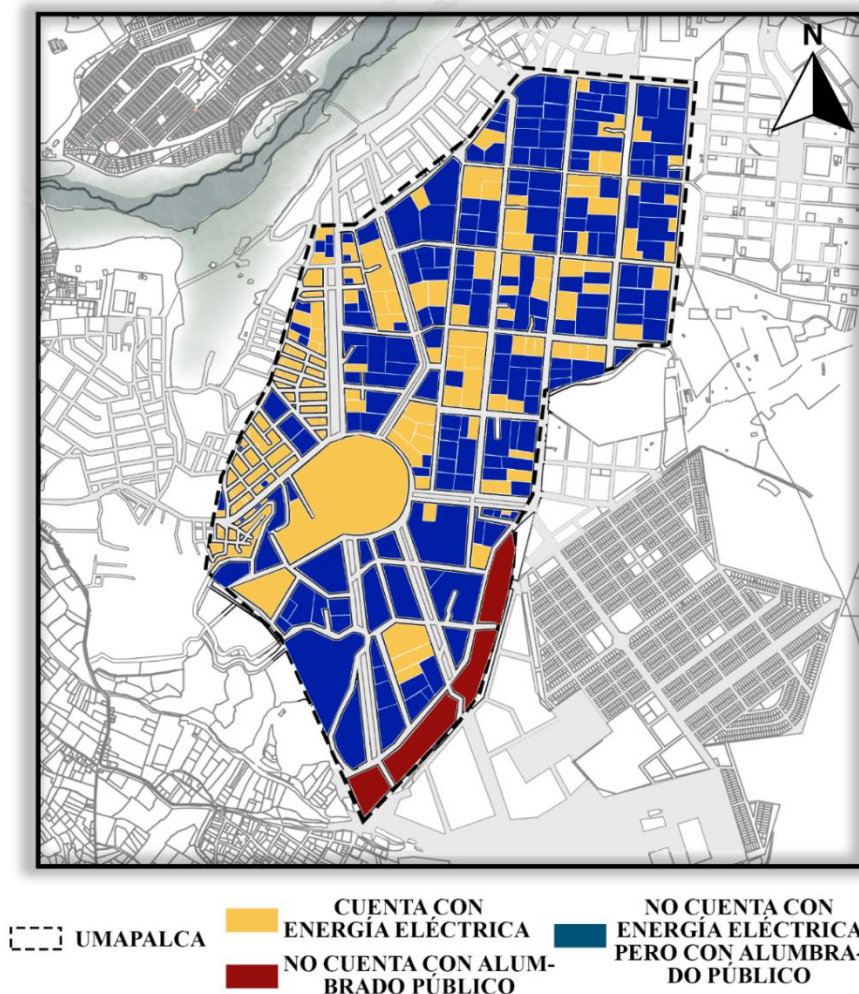 N
UMAPALCA
CUENTA CON
ENERGÍA ELÉCTRICA
NO CUENTA CON ALUM-
BRADO PÚBLICO
NO CUENTA CON
ENERGÍA ELÉCTRICA
PERO CON ALUMBRA-
DO PÚBLICO